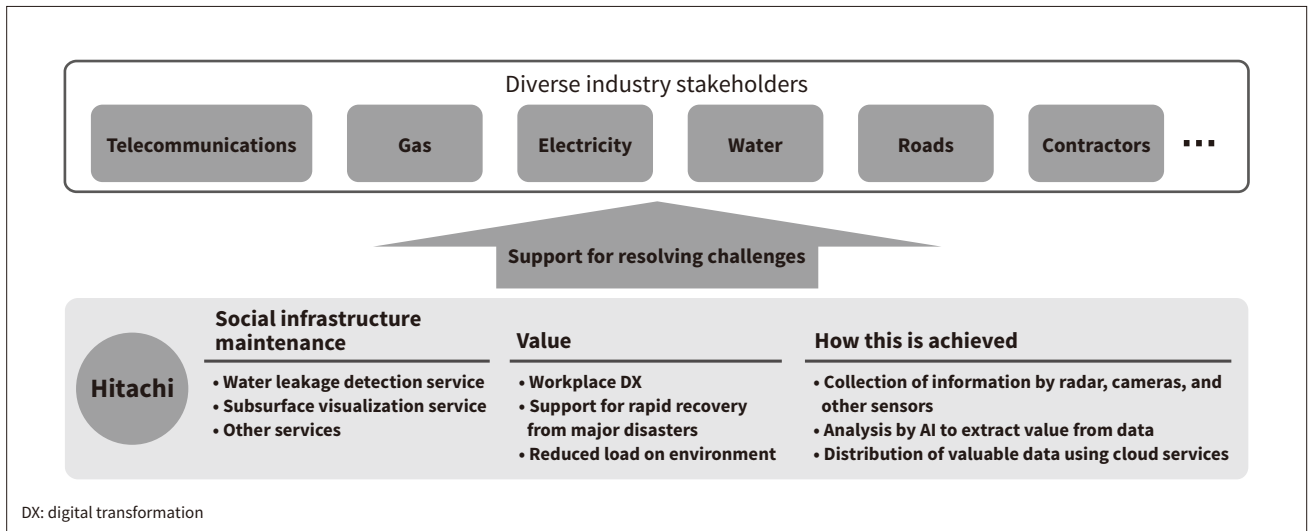 Diverse industry stakeholders
Telecommunications
Gas
Electricity
Water
Roads
Contractors
...
Support for resolving challenges
Hitachi
Social infrastructure
maintenance
• Water leakage detection service
• Subsurface visualization service
• Other services
Value
• Workplace DX
• Support for rapid recovery
from major disasters
• Reduced load on environment
How this is achieved
• Collection of information by radar, cameras, and
other sensors
• Analysis by AI to extract value from data
• Distribution of valuable data using cloud services
DX: digital transformation